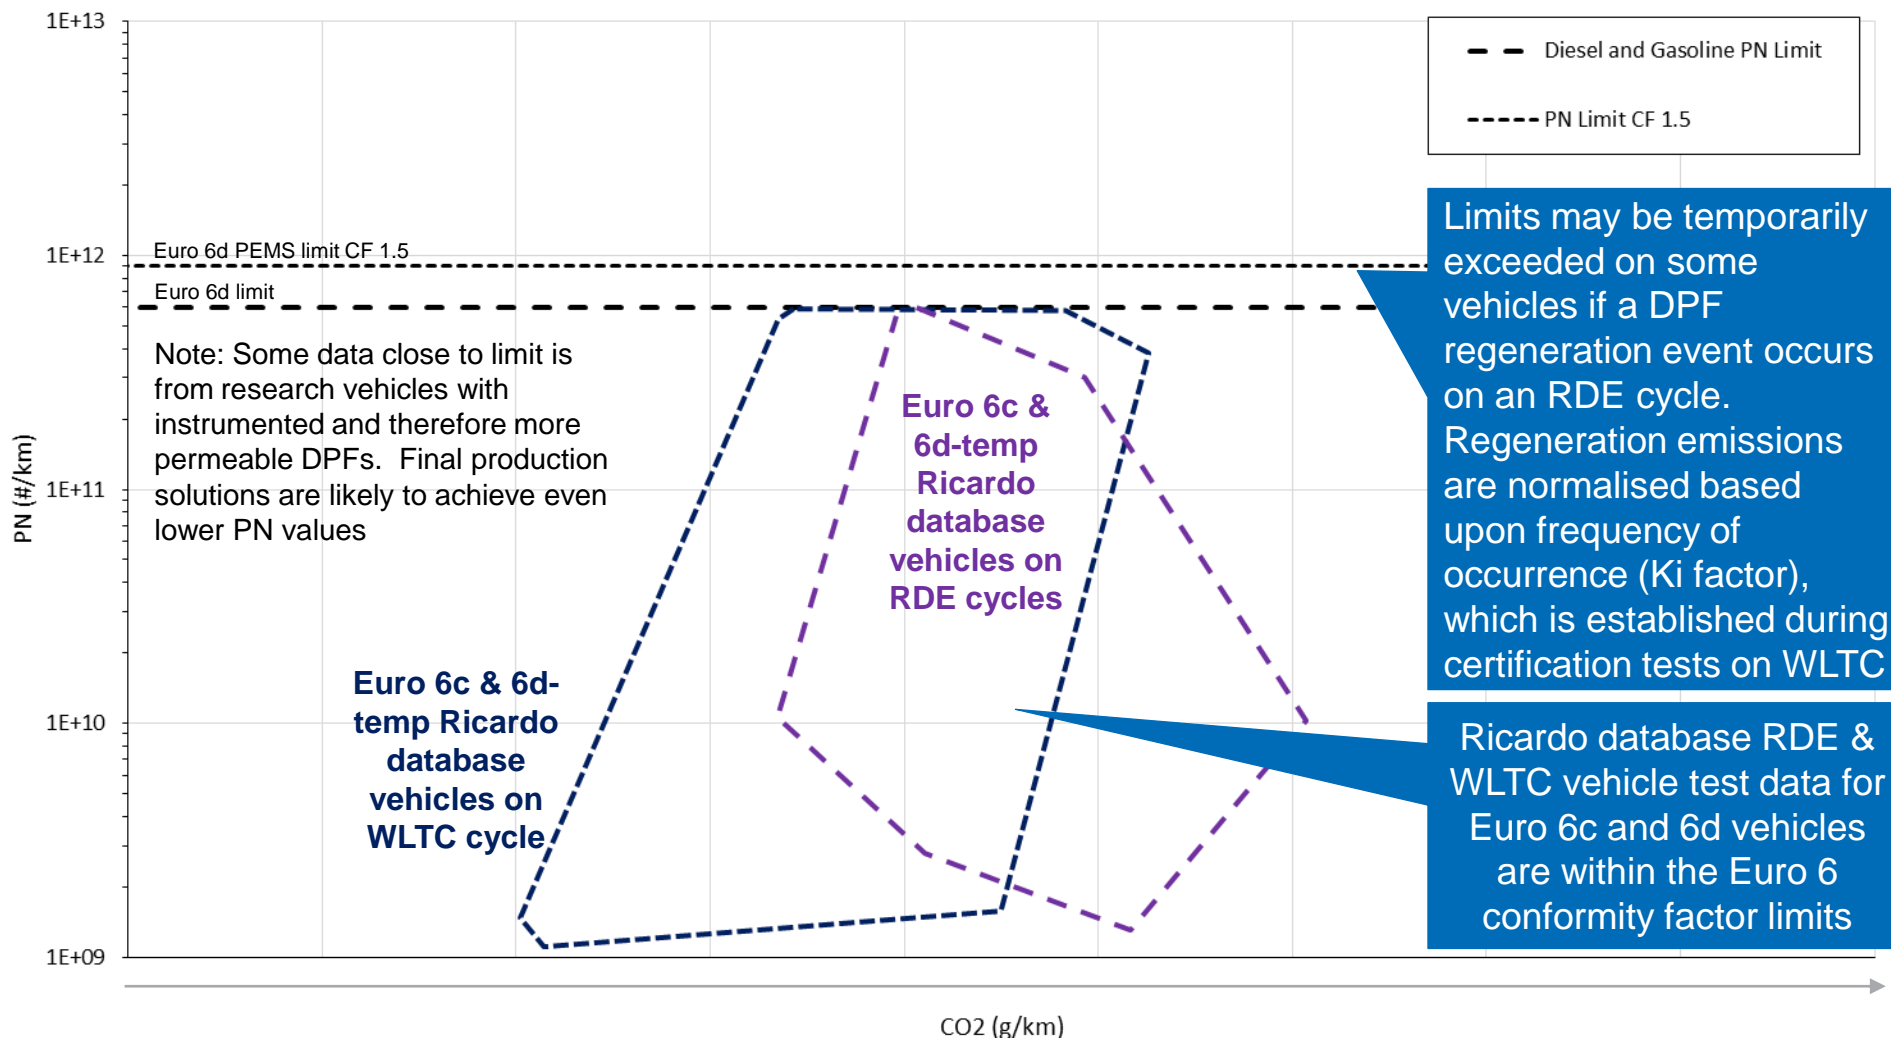 1E+13
1E+12
1E+11
1E+10
1E+09
PN (#/km)
CO2 (g/km)
Diesel and Gasoline PN Limit
PN Limit CF 1.5
Euro 6d PEMS limit CF 1.5
Euro 6d limit
Note: Some data close to limit is
from research vehicles with
instrumented and therefore more
permeable DPFs. Final production
solutions are likely to achieve even
lower PN values
Euro 6c &
6d-temp
Ricardo
database
vehicles on
RDE cycles
Euro 6c & 6d-
temp Ricardo
database
vehicles on
WLTC cycle
Limits may be temporarily
exceeded on some
vehicles if a DPF
regeneration event occurs
on an RDE cycle.
Regeneration emissions
are normalised based
upon frequency of
occurrence (Ki factor),
which is established during
certification tests on WLTC
Ricardo database RDE &
WLTC vehicle test data for
Euro 6c and 6d vehicles
are within the Euro 6
conformity factor limits